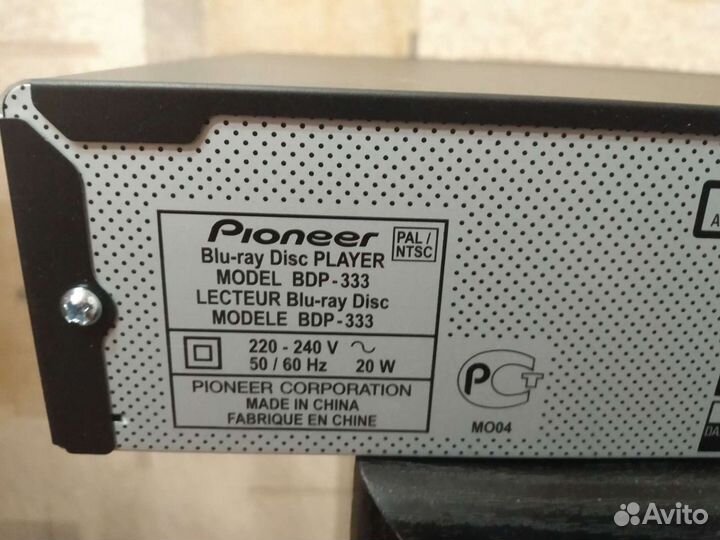 Pioneer
PAL /
NTSC
Blu-ray Disc PLAYER
MODEL BDP-333
LECTEUR Blu-ray Disc
MODELE BDP-333
220 - 240 V ~
50 / 60 Hz 20 W
PIONEER CORPORATION
MADE IN CHINA
FABRIQUE EN CHINE
РСТ
MO04
Avito